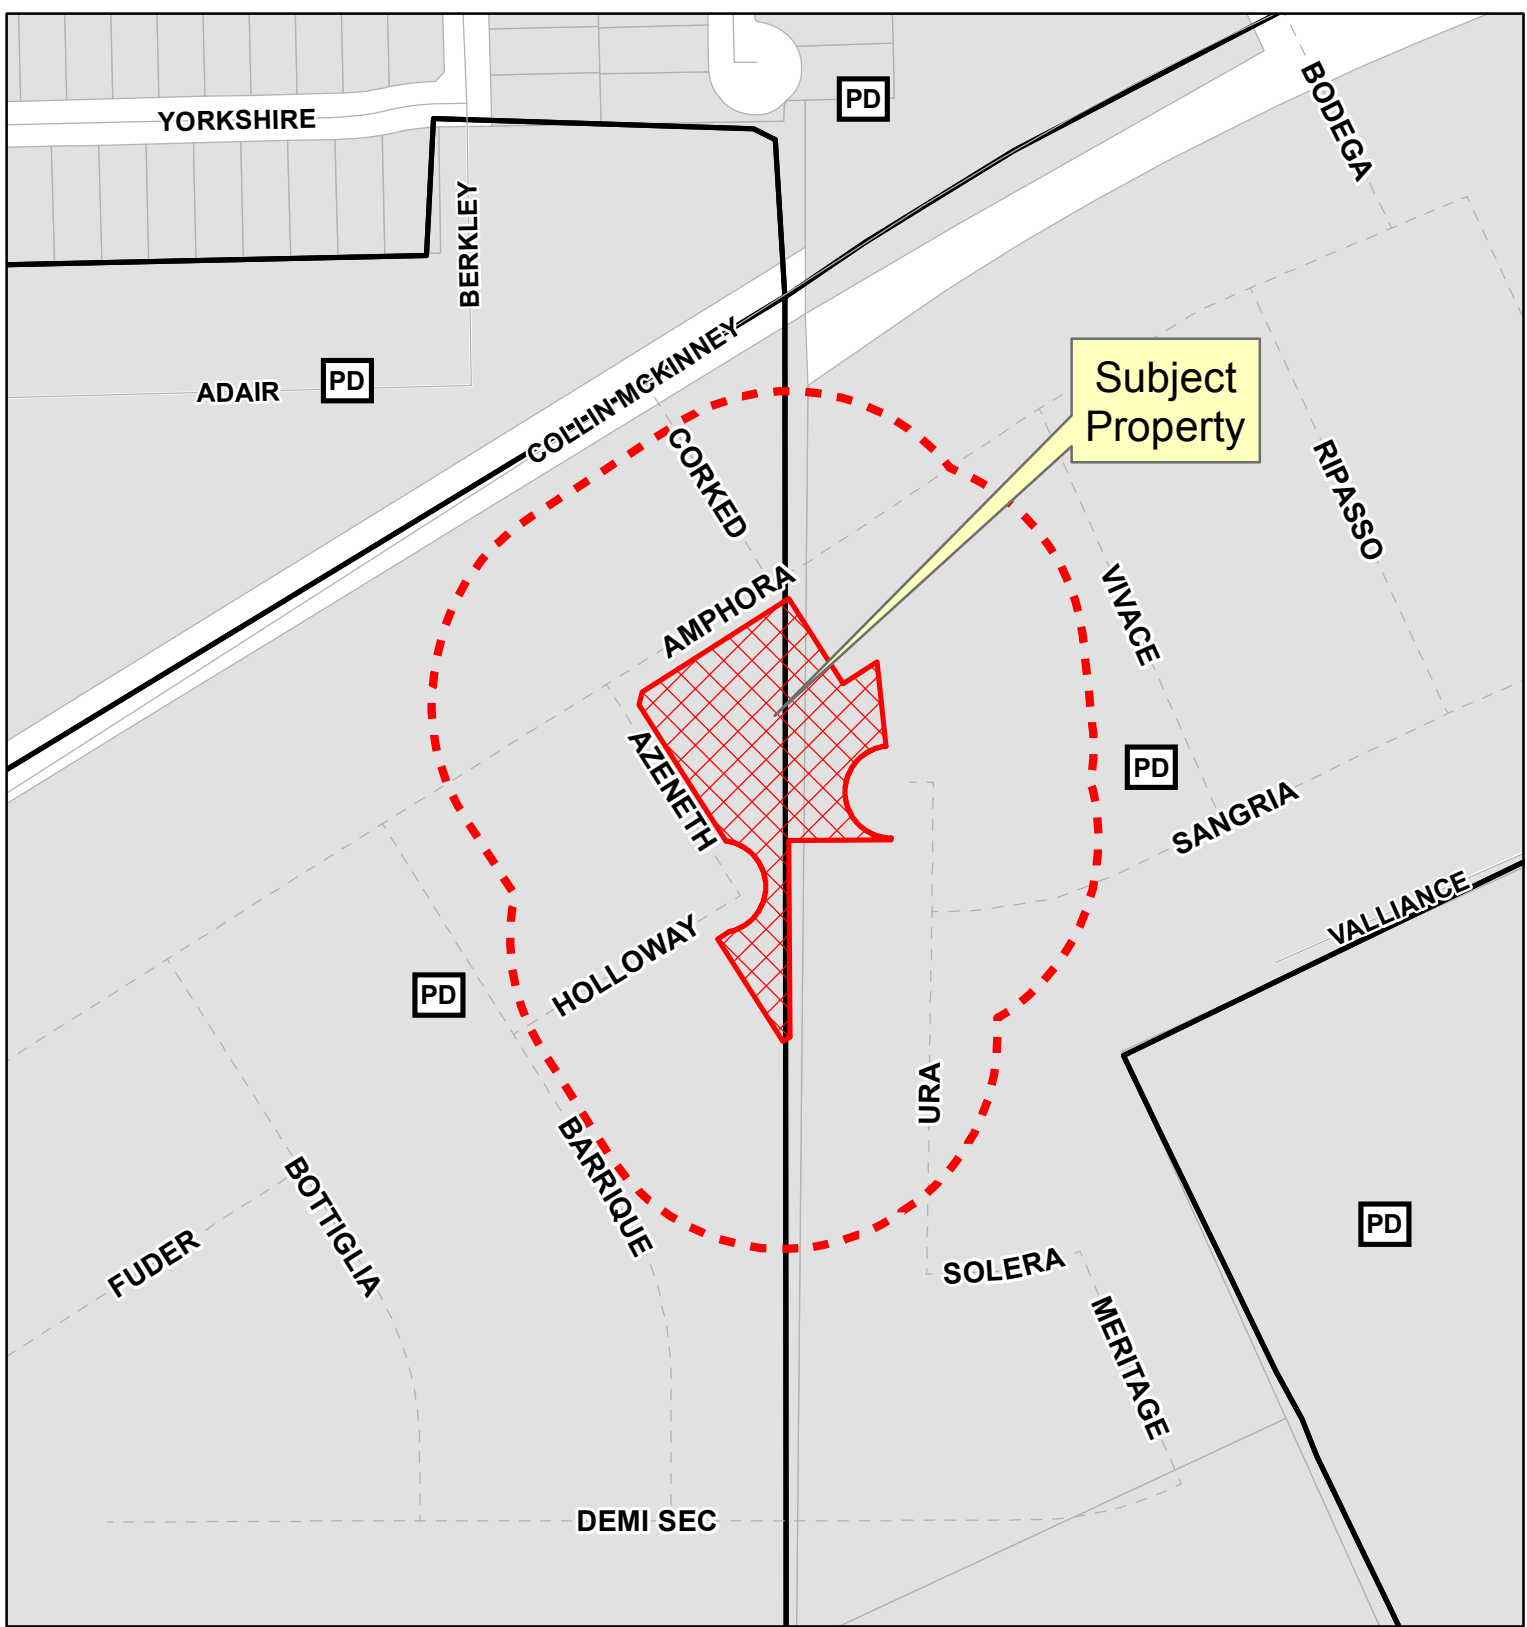 BODEGA
PD
YORKSHIRE
BERKLEY
COLLIN MCKINNEY
Subject
Property
ADAIR
PD
CORKED
RIPASSO
AMPHORA
VIVACE
AZENETH
PD
SANGRIA
VALLIANCE
HOLLOWAY
PD
URA
BARRIQUE
BOTTIGLIA
PD
FUDER
SOLERA
MERITAGE
DEMI SEC